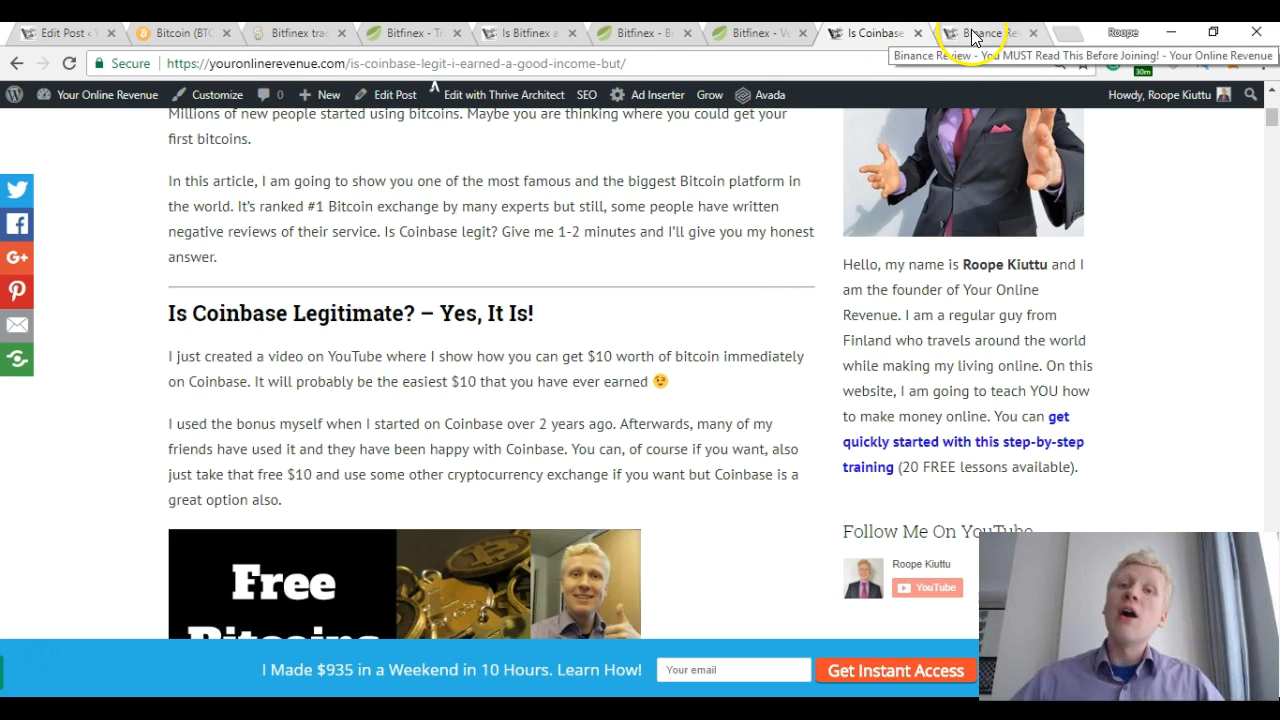 Edit Post ‹
Bitcoin (BTC
Bitfinex trac
Bitfinex - Tr
Is Bitfinex a
Bitfinex - B
Bitfinex - Ve
Is Coinbase
Binance Re
Roope
Binance Review - You MUST Read This Before Joining! - Your Online Revenue
Secure
https://youronlinerevenue.com/is-coinbase-legit-i-earned-a-good-income-but/
30m
Your Online Revenue
Customize
0
New
Edit Post
Edit with Thrive Architect
SEO
Ad Inserter
Grow
Avada
Howdy, Roope Kiuttu
Millions of new people started using bitcoins. Maybe you are thinking where you could get your
first bitcoins.
In this article, I am going to show you one of the most famous and the biggest Bitcoin platform in
the world. It's ranked #1 Bitcoin exchange by many experts but still, some people have written
negative reviews of their service. Is Coinbase legit? Give me 1-2 minutes and I'll give you my honest
answer.
Is Coinbase Legitimate? – Yes, It Is!
I just created a video on YouTube where I show how you can get $10 worth of bitcoin immediately
on Coinbase. It will probably be the easiest $10 that you have ever earned 😉
I used the bonus myself when I started on Coinbase over 2 years ago. Afterwards, many of my
friends have used it and they have been happy with Coinbase. You can, of course if you want, also
just take that free $10 and use some other cryptocurrency exchange if you want but Coinbase is a
great option also.
Free
Bitcoins
Hello, my name is Roope Kiuttu and I
am the founder of Your Online
Revenue. I am a regular guy from
Finland who travels around the world
while making my living online. On this
website, I am going to teach YOU how
to make money online. You can get
quickly started with this step-by-step
training (20 FREE lessons available).
Follow Me On YouTube
Roope Kiuttu
YouTube
I Made $935 in a Weekend in 10 Hours. Learn How!
Your email
Get Instant Access